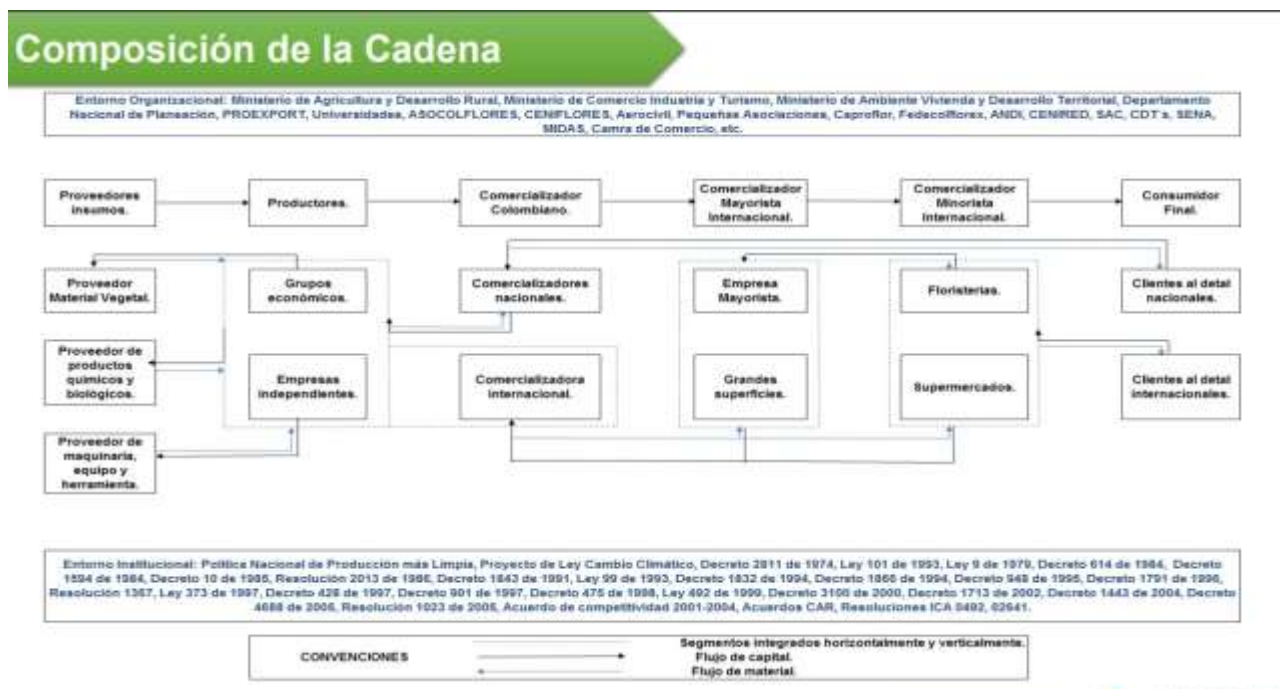 Composición de la Cadena
Entorno Organizacional: Ministerio de Agricultura y Desarrollo Rural, Ministerio de Comercio Industria y Turismo, Ministerio de Ambiente Vivienda y Desarrollo Territorial, Departamento
Nacional de Planeación, PROEXPORT, Universidades, ASOCOLFLORES, CENIFLORES, Aerocivil, Pequeñas Asociaciones, Caproflor, Fedecolflorex, ANDI, CENIRED, SAC, CDT's, SENA,
MIDAS, Camra de Comercio, etc.
Proveedores
insumos.
Productores.
Comercializador
Colombiano.
Comercializador
Mayorista
Internacional.
Comercializador
Minorista
Internacional.
Consumidor
Final.
Proveedor
Material Vegetal.
Grupos
económicos.
Comercializadores
nacionales.
Empresa
Mayorista.
Floristerías.
Clientes al detal
nacionales.
Proveedor de
productos
químicos y
biológicos.
Empresas
independientes.
Comercializadora
internacional.
Grandes
superficies.
Supermercados.
Clientes al detal
internacionales.
Proveedor de
maquinaria,
equipo y
herramienta.
Entorno Institucional: Política Nacional de Producción más Limpia, Proyecto de Ley Cambio Climático, Decreto 2811 de 1974, Ley 101 de 1993, Ley 9 de 1979, Decreto 614 de 1984, Decreto
1594 de 1984, Decreto 10 de 1985, Resolución 2013 de 1986, Decreto 1843 de 1991, Ley 99 de 1993, Decreto 1832 de 1994, Decreto de 1994, Decreto 948 de 1995, Decreto 1791 de 1996,
Resolución 1367, Ley 373 de 1997, Decreto de 1997, Decreto 901 de 1997, Decreto 475 de 1998, Ley de 1999, Decreto de 2000, Decreto 1713 de 2002, Decreto 1443 de 2004, Decreto
de 2005, Resolución 1023 de 2005, Acuerdo de competitividad 2001-2004, Acuerdos CAR, Resoluciones ICA 0492, 02641.
CONVENCIONES
Segmentos integrados horizontalmente y verticalmente.
Flujo de capital.
Flujo de material.